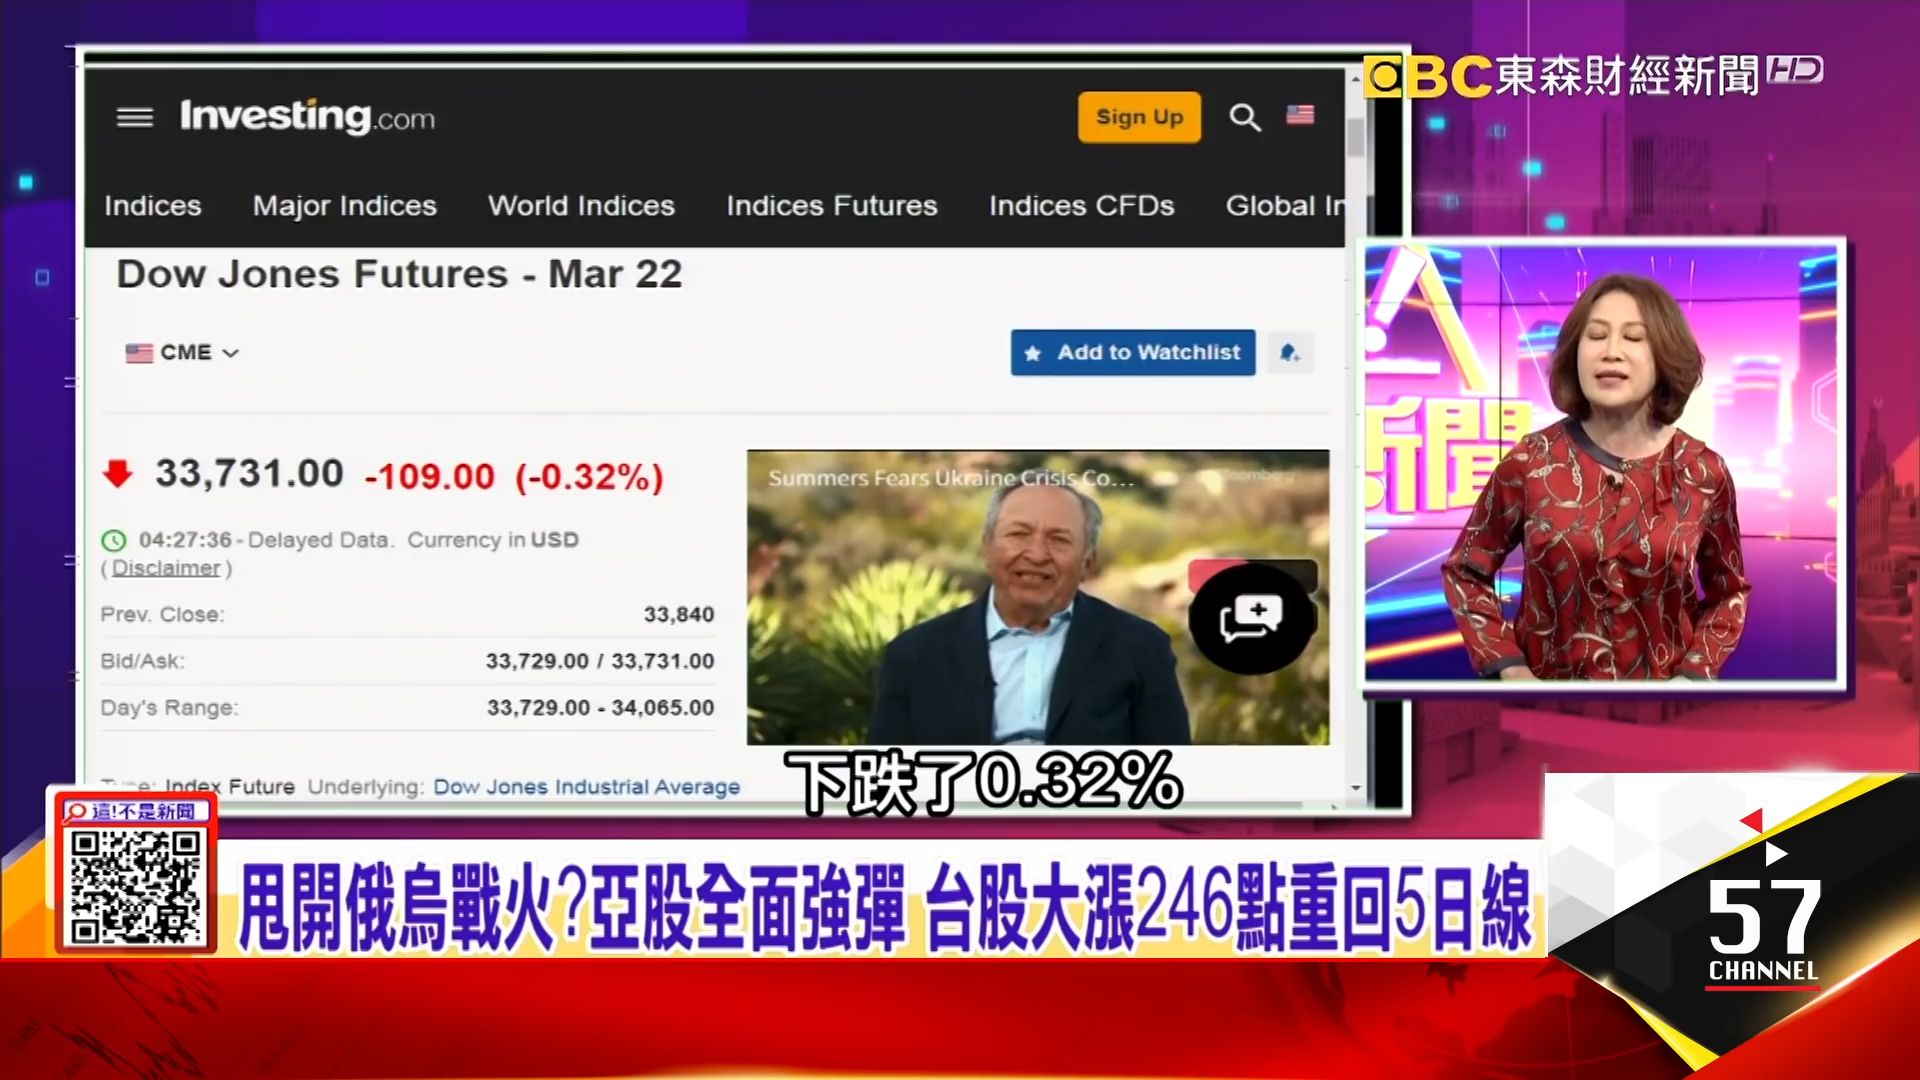 EBC東森財經新聞HD
Investing.com
Sign Up
Indices
Major Indices
World Indices
Indices Futures
Indices CFDs
Global In
Dow Jones Futures - Mar 22
CME
Add to Watchlist
33,731.00 -109.00 (-0.32%)
Summers Fears Ukraine Crisis Co...
Bloomberg
04:27:36 - Delayed Data. Currency in USD
( Disclaimer )
Prev. Close: 33,840
Bid/Ask: 33,729.00 / 33,731.00
Day's Range: 33,729.00 - 34,065.00
Type: Index Future Underlying: Dow Jones Industrial Average
新聞
下跌了0.32%
這!不是新聞
甩開俄烏戰火?亞股全面強彈 台股大漲246點重回5日線
57
CHANNEL